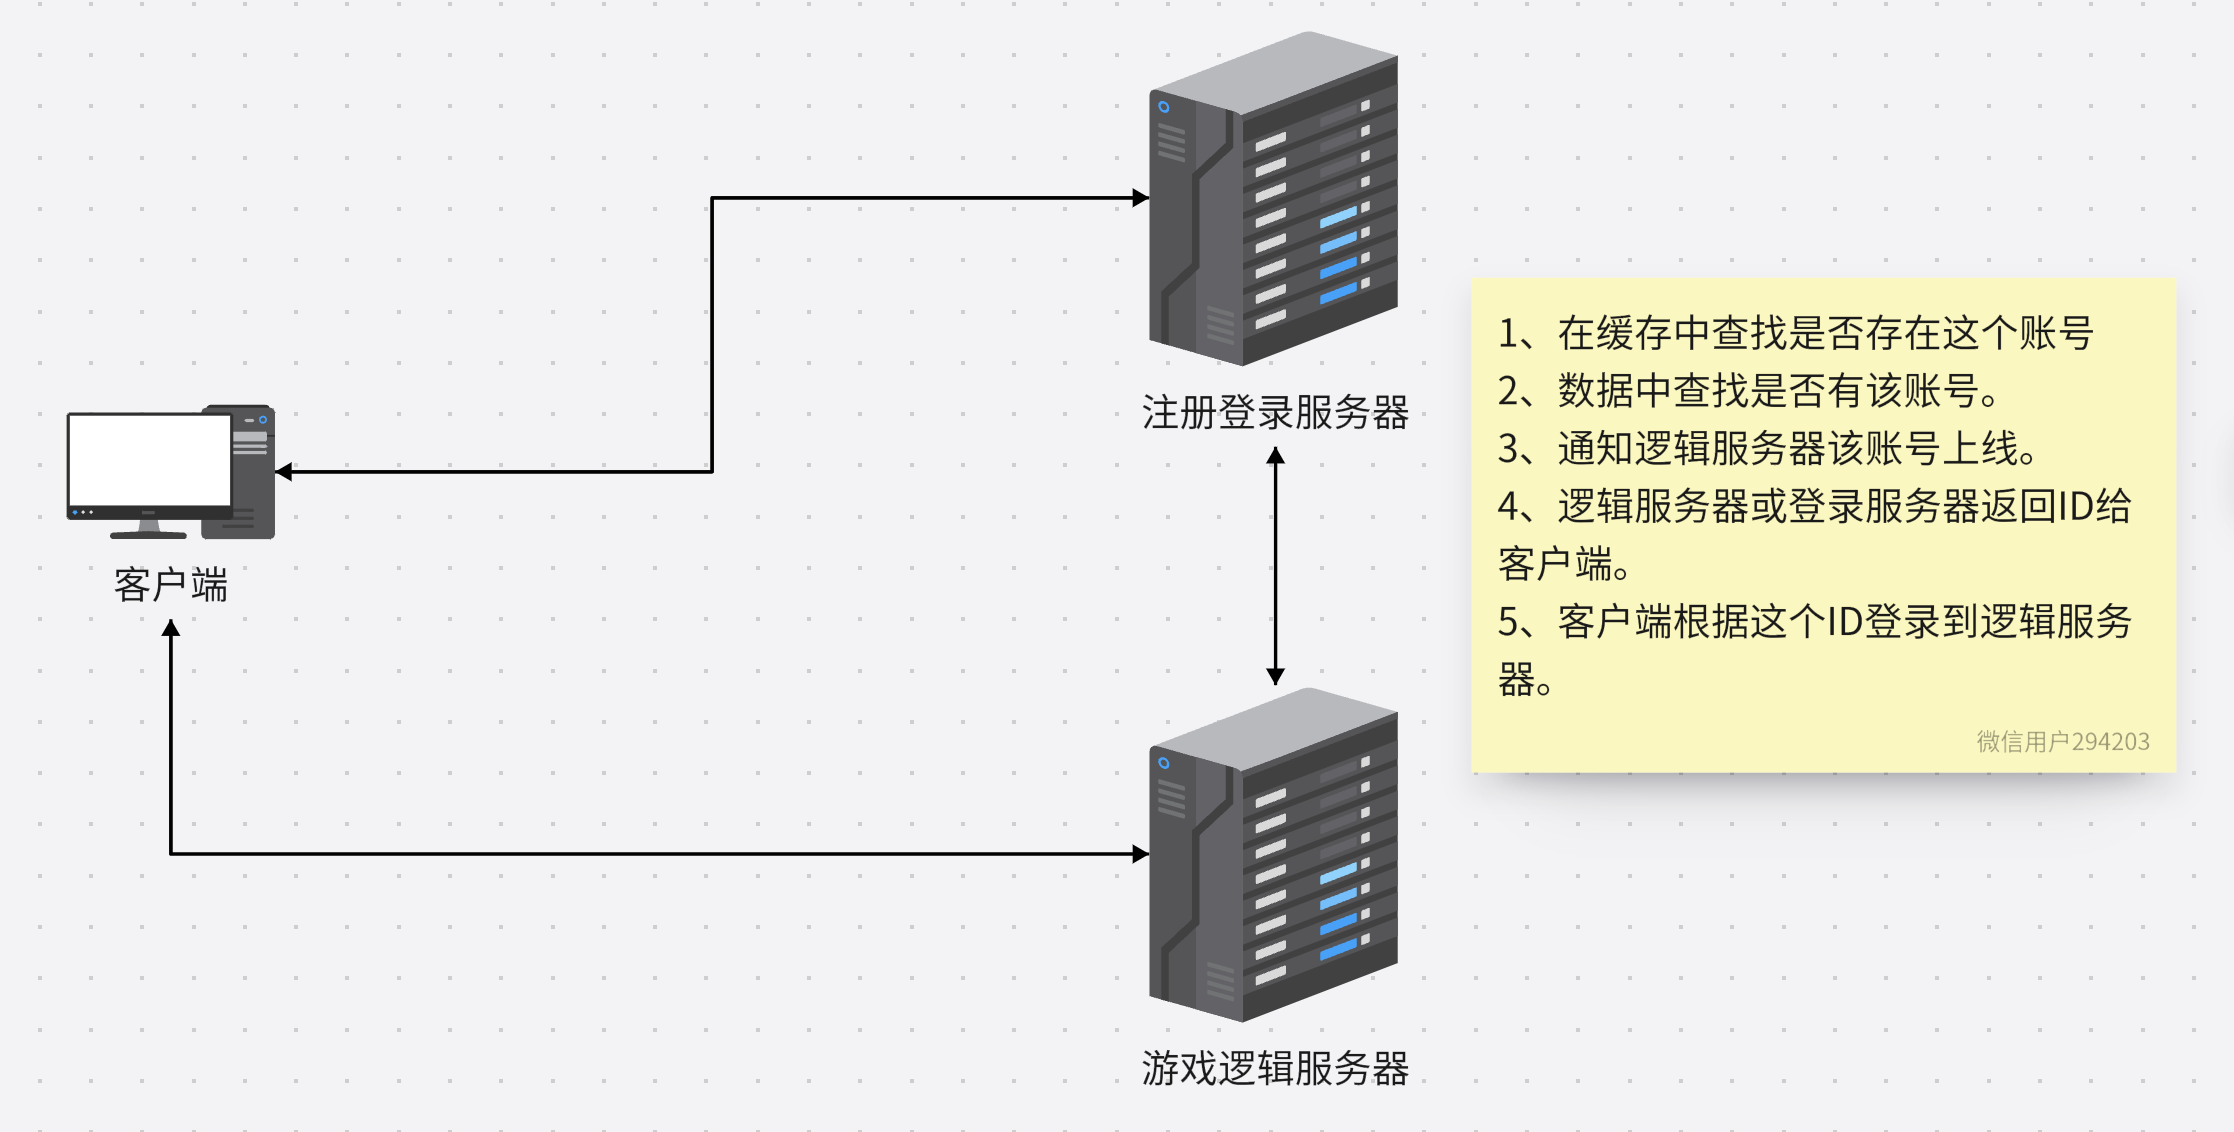 注册登录服务器
客户端
1、在缓存中查找是否存在这个账号
2、数据中查找是否有该账号。
3、通知逻辑服务器该账号上线。
4、逻辑服务器或登录服务器返回ID给
客户端。
5、客户端根据这个ID登录到逻辑服务
器。
微信用户294203
游戏逻辑服务器